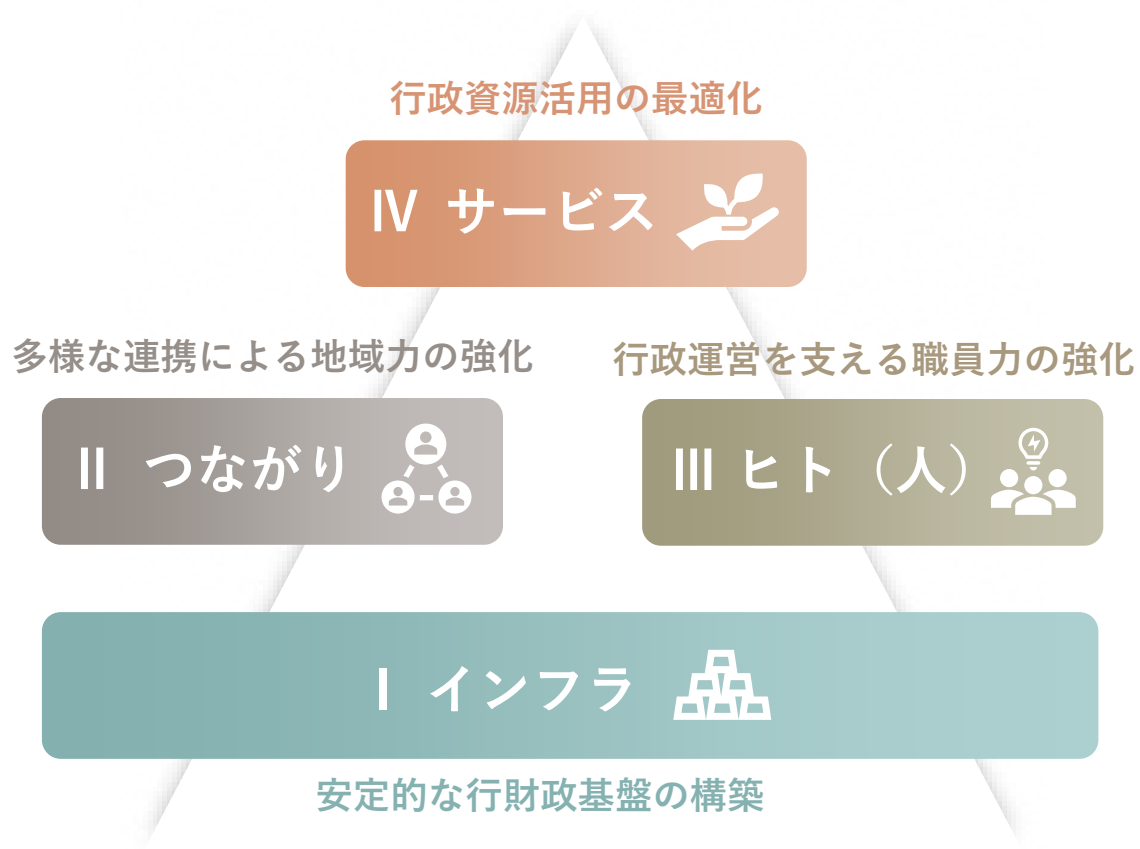 行政資源活用の最適化
Ⅳ サービス
多様な連携による地域力の強化
行政運営を支える職員力の強化
Ⅱ つながり
Ⅲ ヒト（人）
Ⅰ インフラ
安定的な行財政基盤の構築